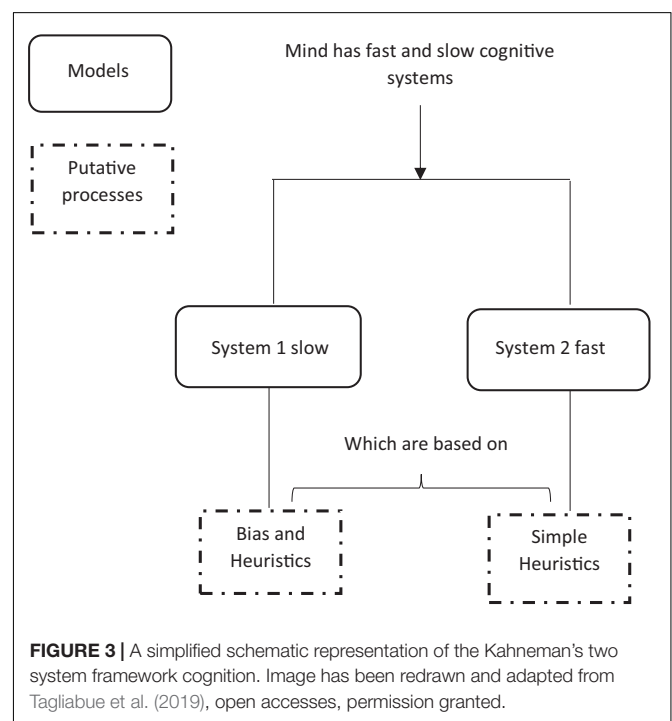 Models
Mind has fast and slow cognitive
systems
Putative
processes
System 1 slow
System 2 fast
Which are based on
Bias and
Heuristics
Simple
Heuristics
FIGURE 3 | A simplified schematic representation of the Kahneman's two
system framework cognition. Image has been redrawn and adapted from
Tagliabue et al. (2019), open accesses, permission granted.